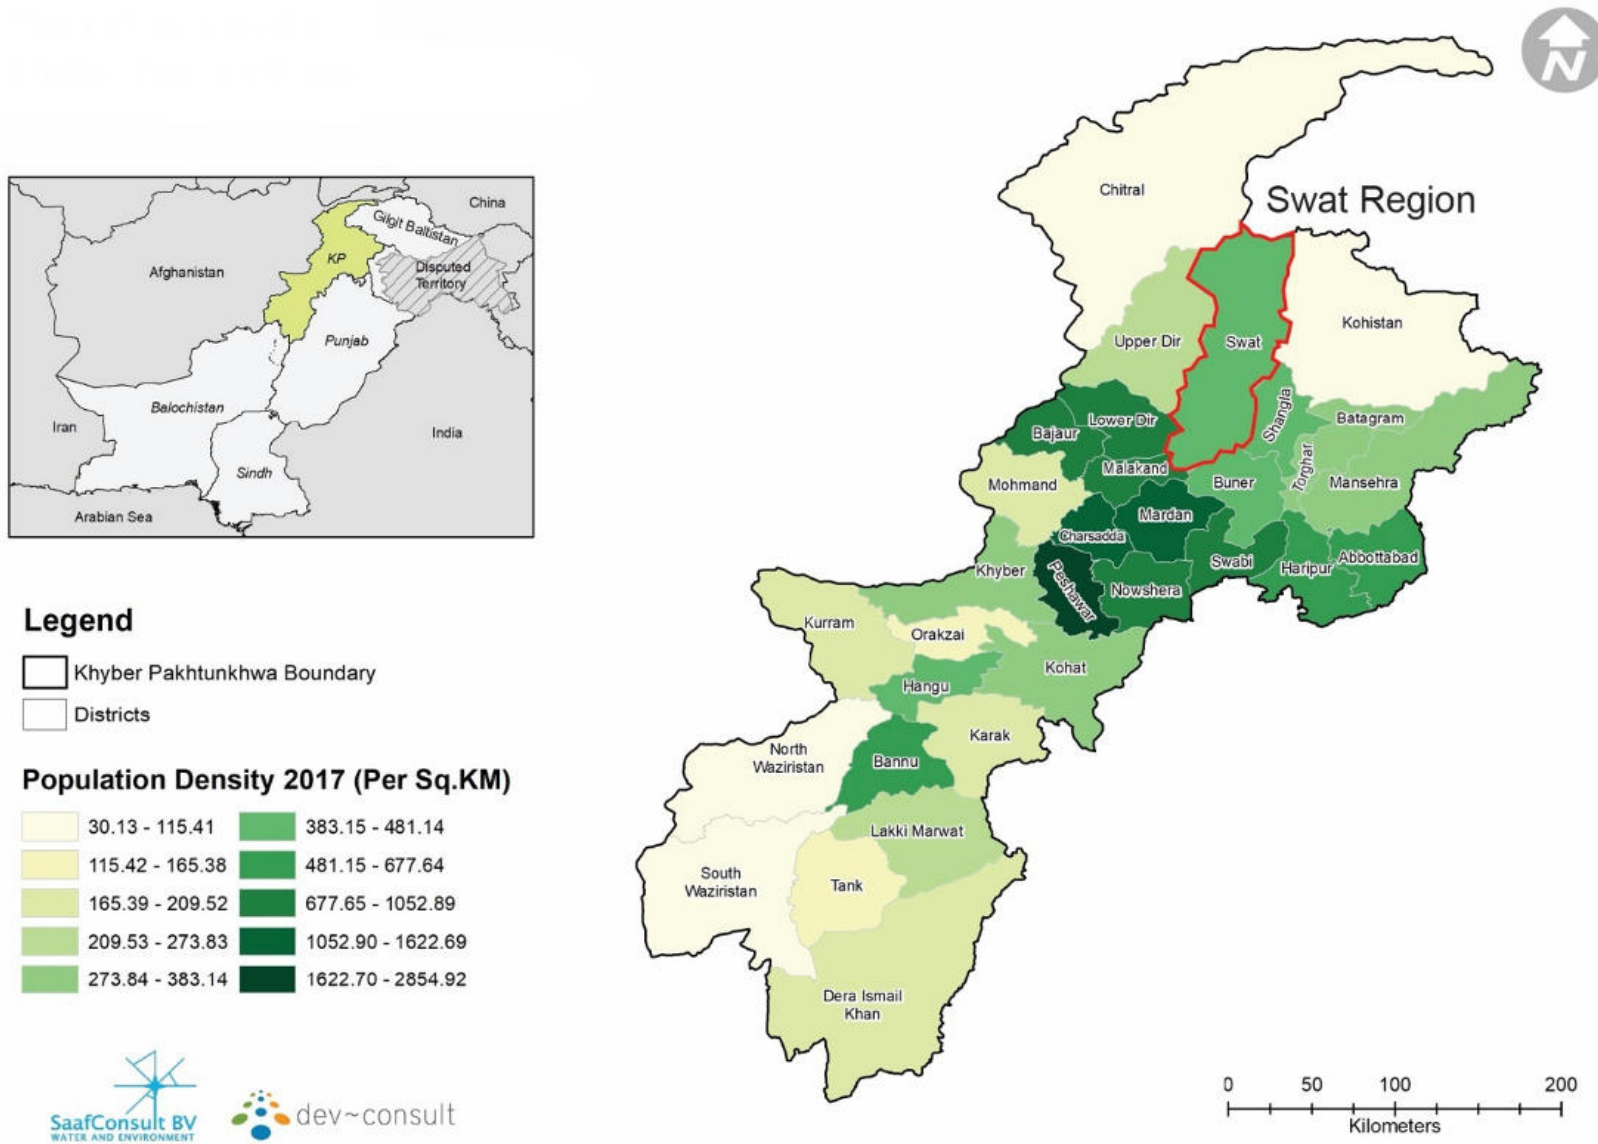 N
Swat Region
China
Gilgit Baltistan
Afghanistan
KP
Disputed
Territory
Punjab
Balochistan
Iran
India
Sindh
Arabian Sea
Chitral
Upper Dir
Swat
Kohistan
Lower Dir
Bajaur
Shangla
Batagram
Malakand
Torghar
Mohmand
Buner
Mansehra
Mardan
Charsadda
Khyber
Peshawar
Swabi
Haripur
Abbottabad
Nowshera
Kurram
Orakzai
Kohat
Hangu
North
Waziristan
Bannu
Karak
Lakki Marwat
South
Waziristan
Tank
Dera Ismail
Khan
Legend
Khyber Pakhtunkhwa Boundary
Districts
Population Density 2017 (Per Sq.KM)
30.13 - 115.41
115.42 - 165.38
165.39 - 209.52
209.53 - 273.83
273.84 - 383.14
383.15 - 481.14
481.15 - 677.64
677.65 - 1052.89
1052.90 - 1622.69
1622.70 - 2854.92
SaafConsult BV
WATER AND ENVIRONMENT
dev~consult
0 50 100 200
Kilometers